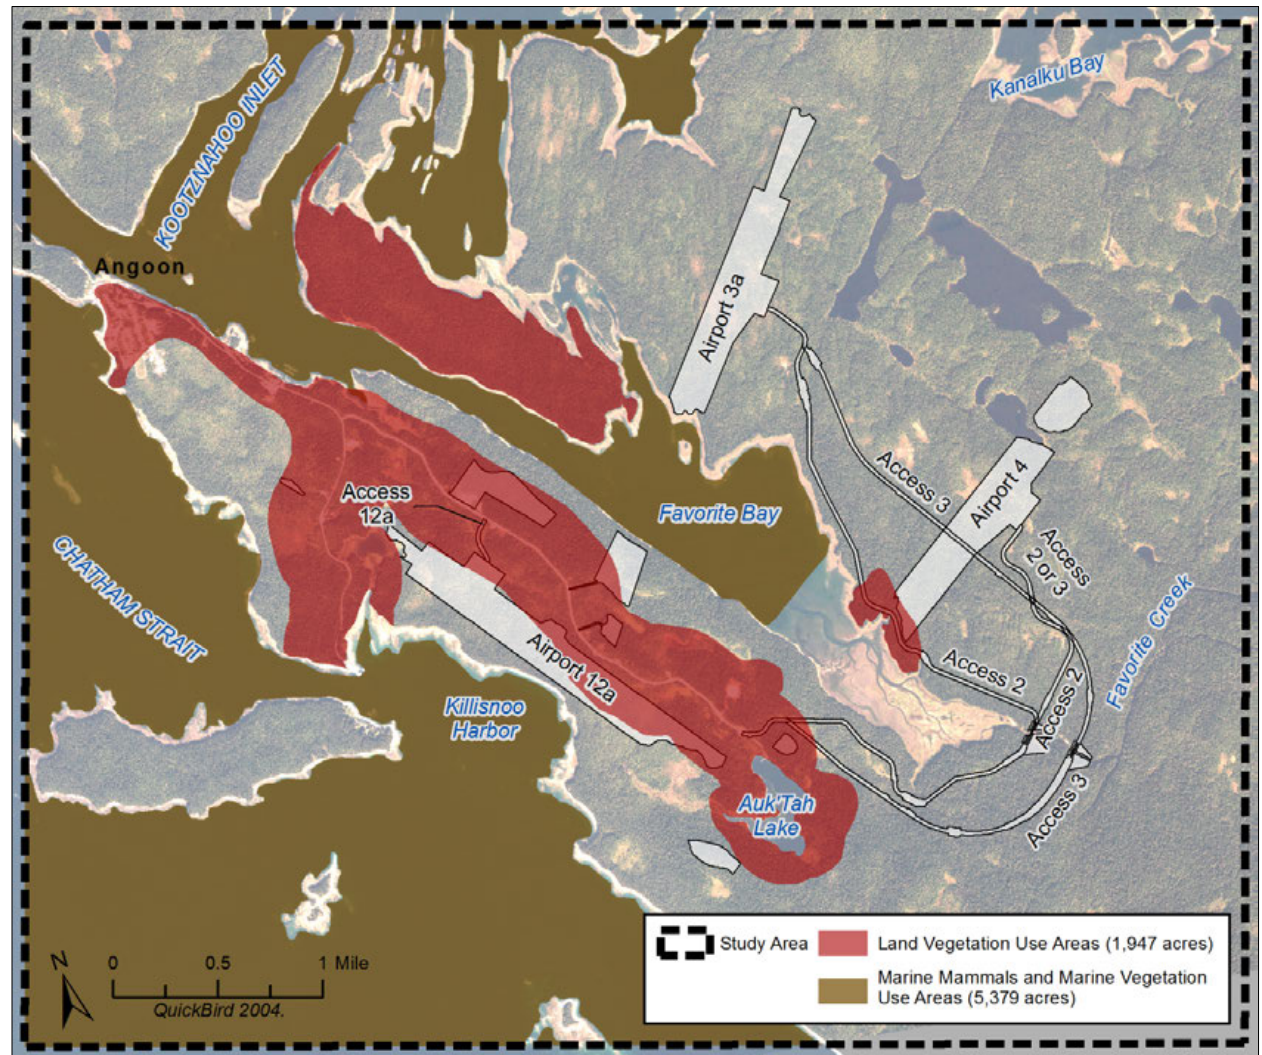 Kanalku Bay
KOOTZNAHOO INLET
Angoon
Airport 3a
Access 3
Airport 4
Access
12a
Favorite Bay
Access
2 or 3
CHATHAM STRAIT
Favorite Creek
Airport 12a
Access 2
Access 2
Killisnoo
Harbor
Access 3
Auk'Tah
Lake
Study Area
Land Vegetation Use Areas (1,947 acres)
Marine Mammals and Marine Vegetation
Use Areas (5,379 acres)
N
0 0.5 1 Mile
QuickBird 2004.